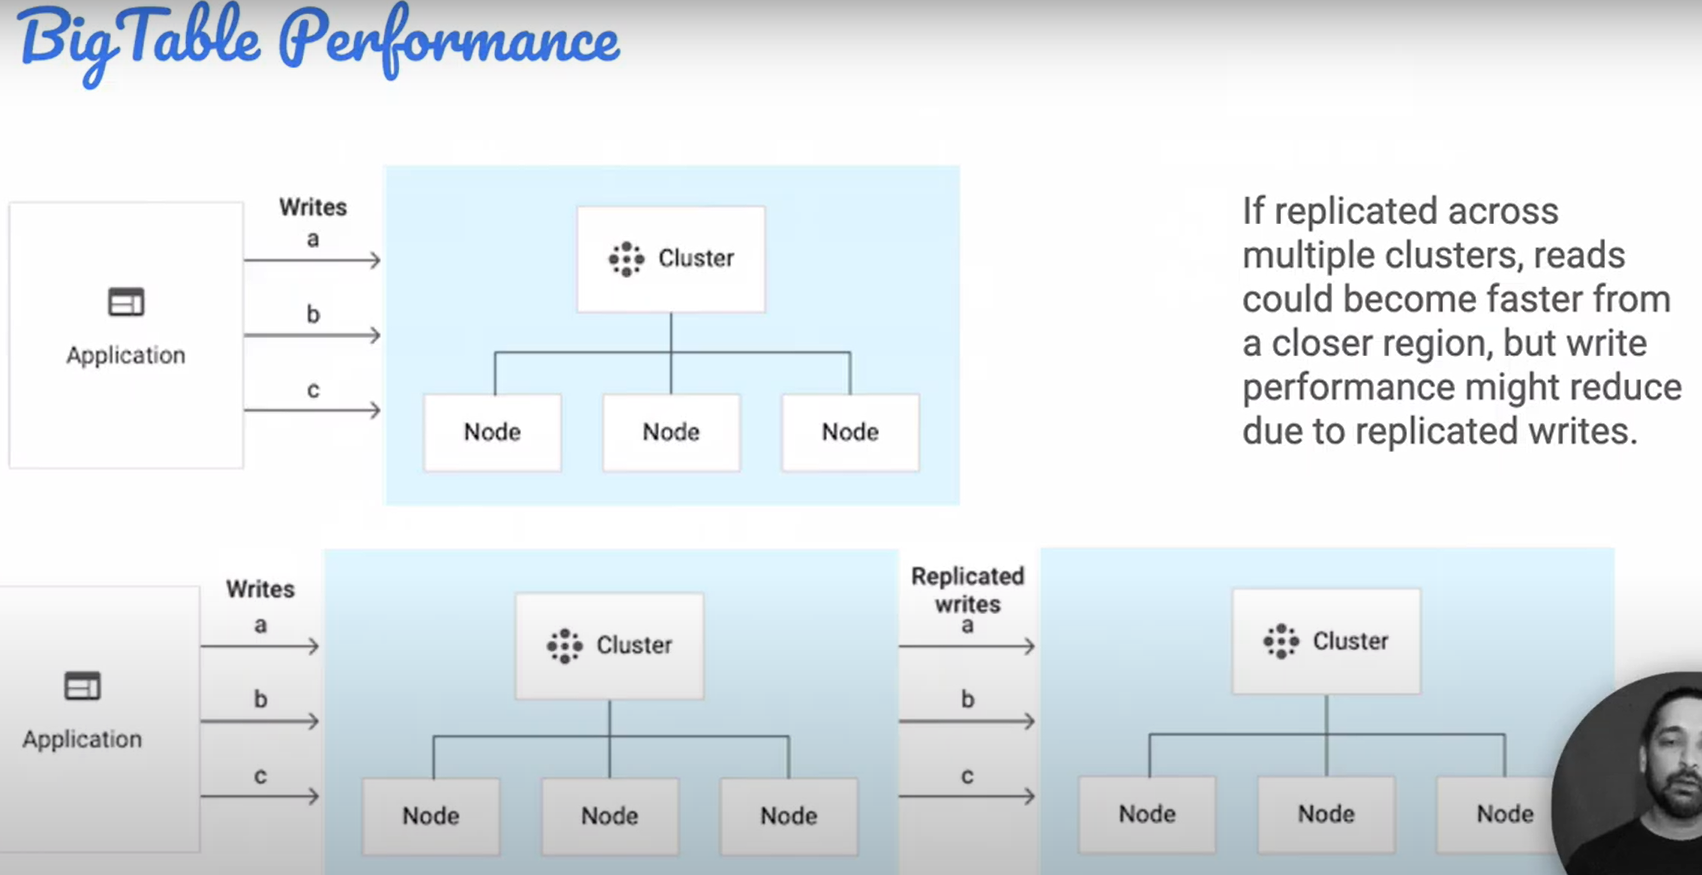 BigTable Performance
Writes
a
b
c
Application
Cluster
Node
Node
Node
If replicated across
multiple clusters, reads
could become faster from
a closer region, but write
performance might reduce
due to replicated writes.
Writes
a
b
c
Application
Cluster
Node
Node
Node
Replicated
writes
a
b
c
Cluster
Node
Node
Node